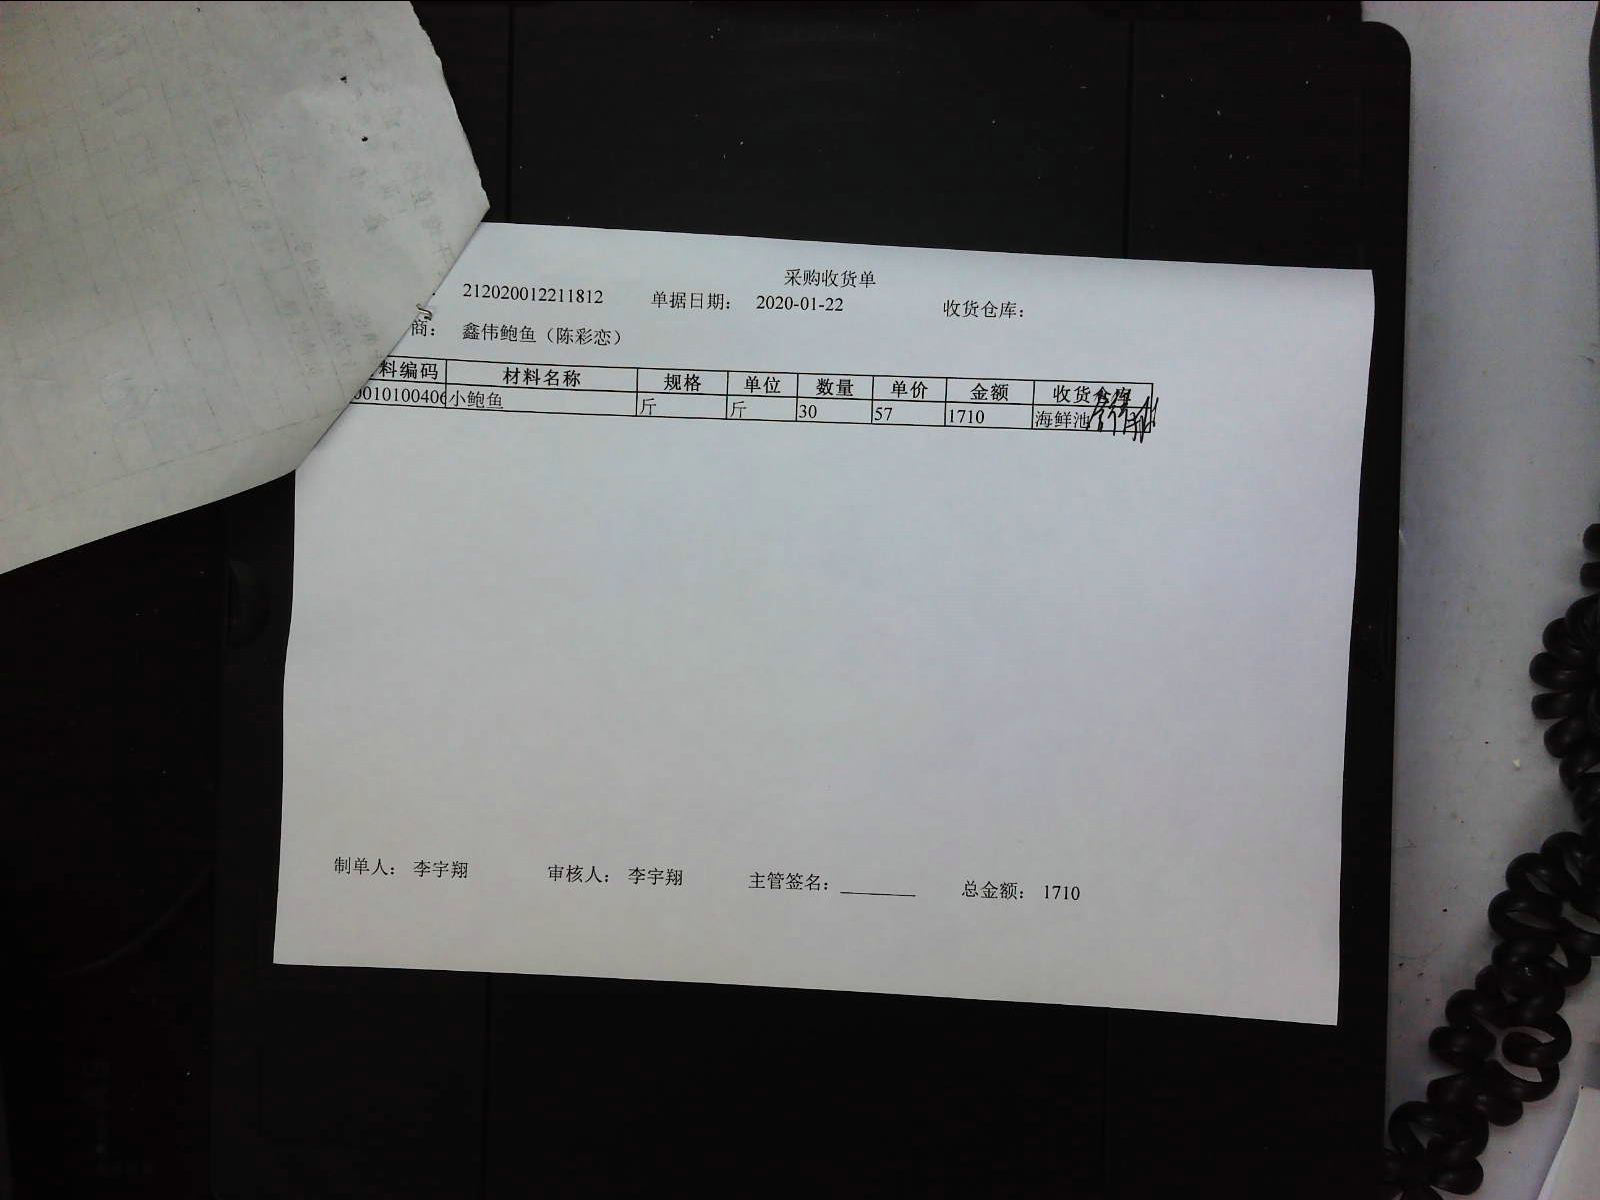 采购收货单
212020012211812 单据日期： 2020-01-22 收货仓库：
商： 鑫伟鲍鱼（陈彩恋）
料编码 材料名称 规格 单位 数量 单价 金额 收货仓库
0010100406 小鲍鱼 斤 斤 30 57 1710 海鲜池
制单人： 李宇翔 审核人： 李宇翔 主管签名：________ 总金额： 1710